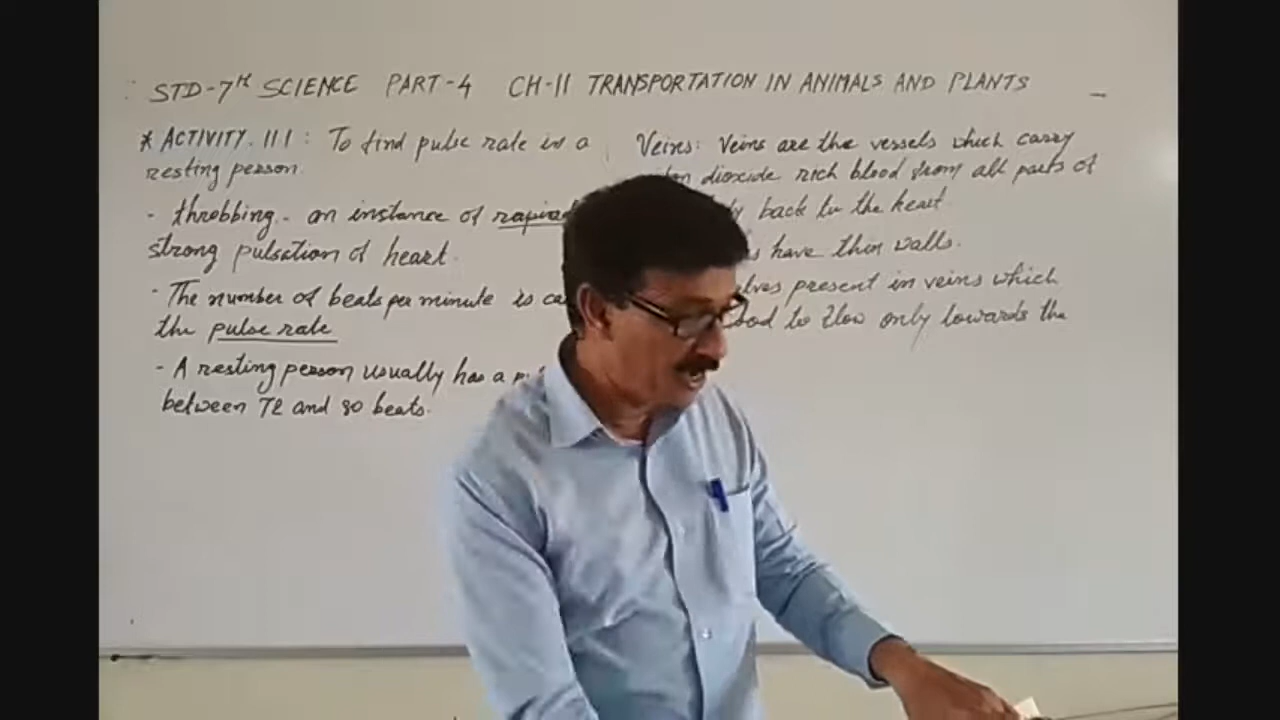 STD-7th SCIENCE PART-4 CH-11 TRANSPORTATION IN ANIMALS AND PLANTS
* ACTIVITY. 11 1 : To find pulse rate is a
resting person.
- throbbing - an instance of
strong pulsation of heart.
- The number of beats per minute is
the pulse rate
- A resting person usually has a
between 72 and 80 beats.
Veins: Veins are the vessels which carry
dioxide rich blood from all parts of
back to the heart
have thin walls.
present in veins which
to flow only towards the